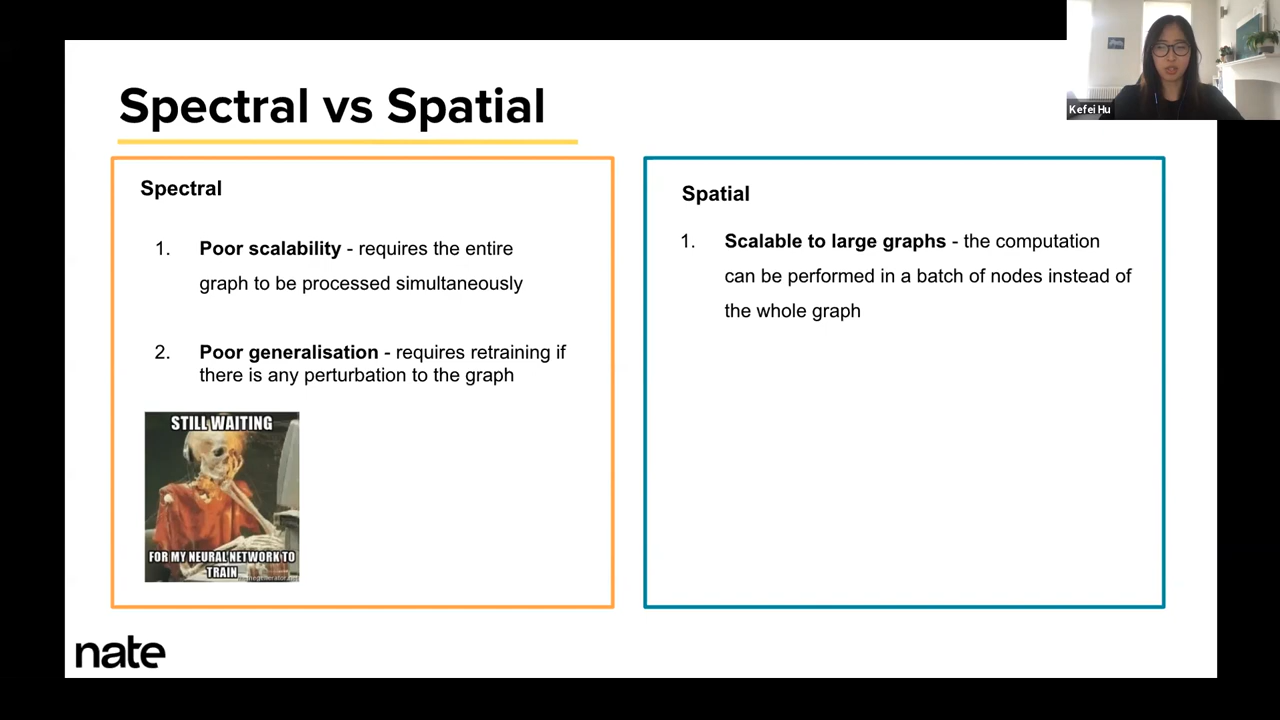 Kefei Hu
Spectral vs Spatial
Spectral
1. Poor scalability - requires the entire
graph to be processed simultaneously
2. Poor generalisation - requires retraining if
there is any perturbation to the graph
STILL WAITING
FOR MY NEURAL NETWORK TO
TRAIN
Spatial
1. Scalable to large graphs - the computation
can be performed in a batch of nodes instead of
the whole graph
nate